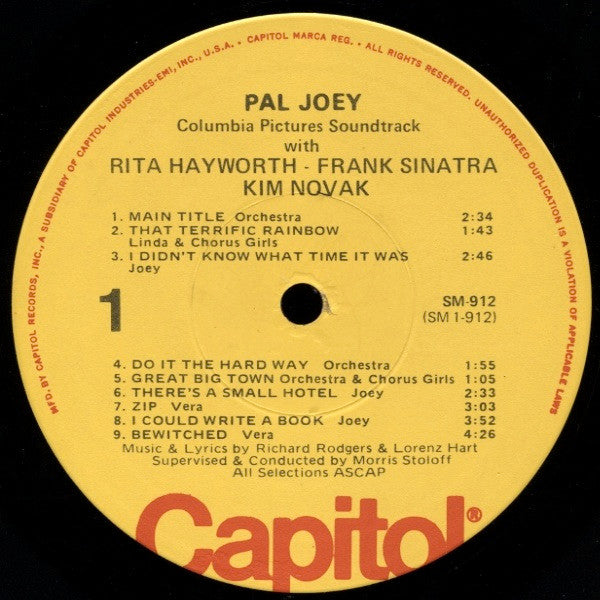 MFD. BY CAPITOL RECORDS, INC., A SUBSIDIARY OF CAPITOL INDUSTRIES-EMI, INC., U.S.A. • CAPITOL MARCA REG. • ALL RIGHTS RESERVED. UNAUTHORIZED DUPLICATION IS A VIOLATION OF APPLICABLE LAWS
PAL JOEY
Columbia Pictures Soundtrack
with
RITA HAYWORTH - FRANK SINATRA
KIM NOVAK
1. MAIN TITLE Orchestra 2:34
2. THAT TERRIFIC RAINBOW 1:43
Linda & Chorus Girls
3. I DIDN'T KNOW WHAT TIME IT WAS 2:46
Joey
1
SM-912
(SM 1-912)
4. DO IT THE HARD WAY Orchestra 1:55
5. GREAT BIG TOWN Orchestra & Chorus Girls 1:05
6. THERE'S A SMALL HOTEL Joey 2:33
7. ZIP Vera 3:03
8. I COULD WRITE A BOOK Joey 3:52
9. BEWITCHED Vera 4:26
Music & Lyrics by Richard Rodgers & Lorenz Hart
Supervised & Conducted by Morris Stoloff
All Selections ASCAP
Capitol®